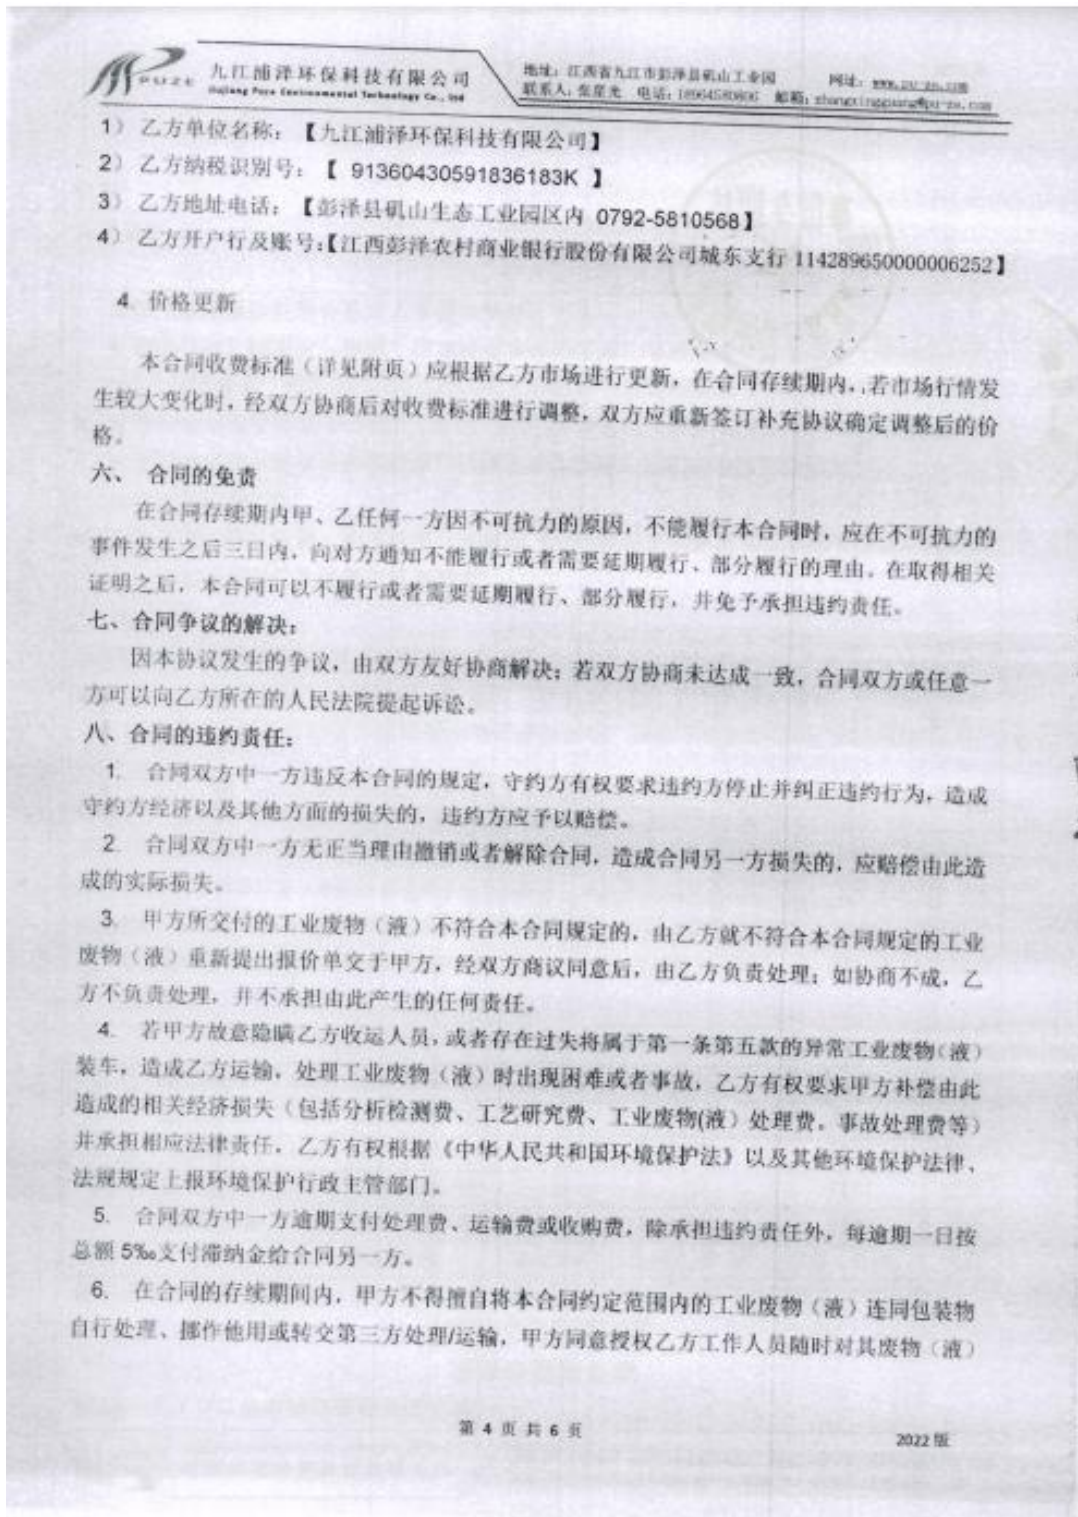 PUZE
九江浦泽环保科技有限公司
Jiujiang Puze Environmental Technology Co., ltd
地址：江西省九江市彭泽县矶山工业园
联系人：张星光 电话： 邮箱：
网址：
1） 乙方单位名称：【九江浦泽环保科技有限公司】
2） 乙方纳税识别号：【 91360430591836183K 】
3） 乙方地址电话：【彭泽县矶山生态工业园区内 0792-5810568】
4） 乙方开户行及账号:【江西彭泽农村商业银行股份有限公司城东支行 114289650000006252】
4. 价格更新
本合同收费标准（详见附页）应根据乙方市场进行更新，在合同存续期内，若市场行情发
生较大变化时，经双方协商后对收费标准进行调整，双方应重新签订补充协议确定调整后的价
格。
六、 合同的免责
在合同存续期内甲、乙任何一方因不可抗力的原因，不能履行本合同时，应在不可抗力的
事件发生之后三日内，向对方通知不能履行或者需要延期履行、部分履行的理由。在取得相关
证明之后，本合同可以不履行或者需要延期履行、部分履行，并免予承担违约责任。
七、合同争议的解决：
因本协议发生的争议，由双方友好协商解决；若双方协商未达成一致，合同双方或任意一
方可以向乙方所在的人民法院提起诉讼。
八、合同的违约责任：
1. 合同双方中一方违反本合同的规定，守约方有权要求违约方停止并纠正违约行为，造成
守约方经济以及其他方面的损失的，违约方应予以赔偿。
2. 合同双方中一方无正当理由撤销或者解除合同，造成合同另一方损失的，应赔偿由此造
成的实际损失。
3. 甲方所交付的工业废物（液）不符合本合同规定的，由乙方就不符合本合同规定的工业
废物（液）重新提出报价单交于甲方，经双方商议同意后，由乙方负责处理；如协商不成，乙
方不负责处理，并不承担由此产生的任何责任。
4. 若甲方故意隐瞒乙方收运人员，或者存在过失将属于第一条第五款的异常工业废物（液）
装车，造成乙方运输、处理工业废物（液）时出现困难或者事故，乙方有权要求甲方补偿由此
造成的相关经济损失（包括分析检测费、工艺研究费、工业废物(液）处理费、事故处理费等）
并承担相应法律责任，乙方有权根据《中华人民共和国环境保护法》以及其他环境保护法律、
法规规定上报环境保护行政主管部门。
5. 合同双方中一方逾期支付处理费、运输费或收购费，除承担违约责任外，每逾期一日按
总额 5‰支付滞纳金给合同另一方。
6. 在合同的存续期间内，甲方不得擅自将本合同约定范围内的工业废物（液）连同包装物
自行处理、挪作他用或转交第三方处理/运输，甲方同意授权乙方工作人员随时对其废物（液）
第 4 页 共 6 页
2022 版